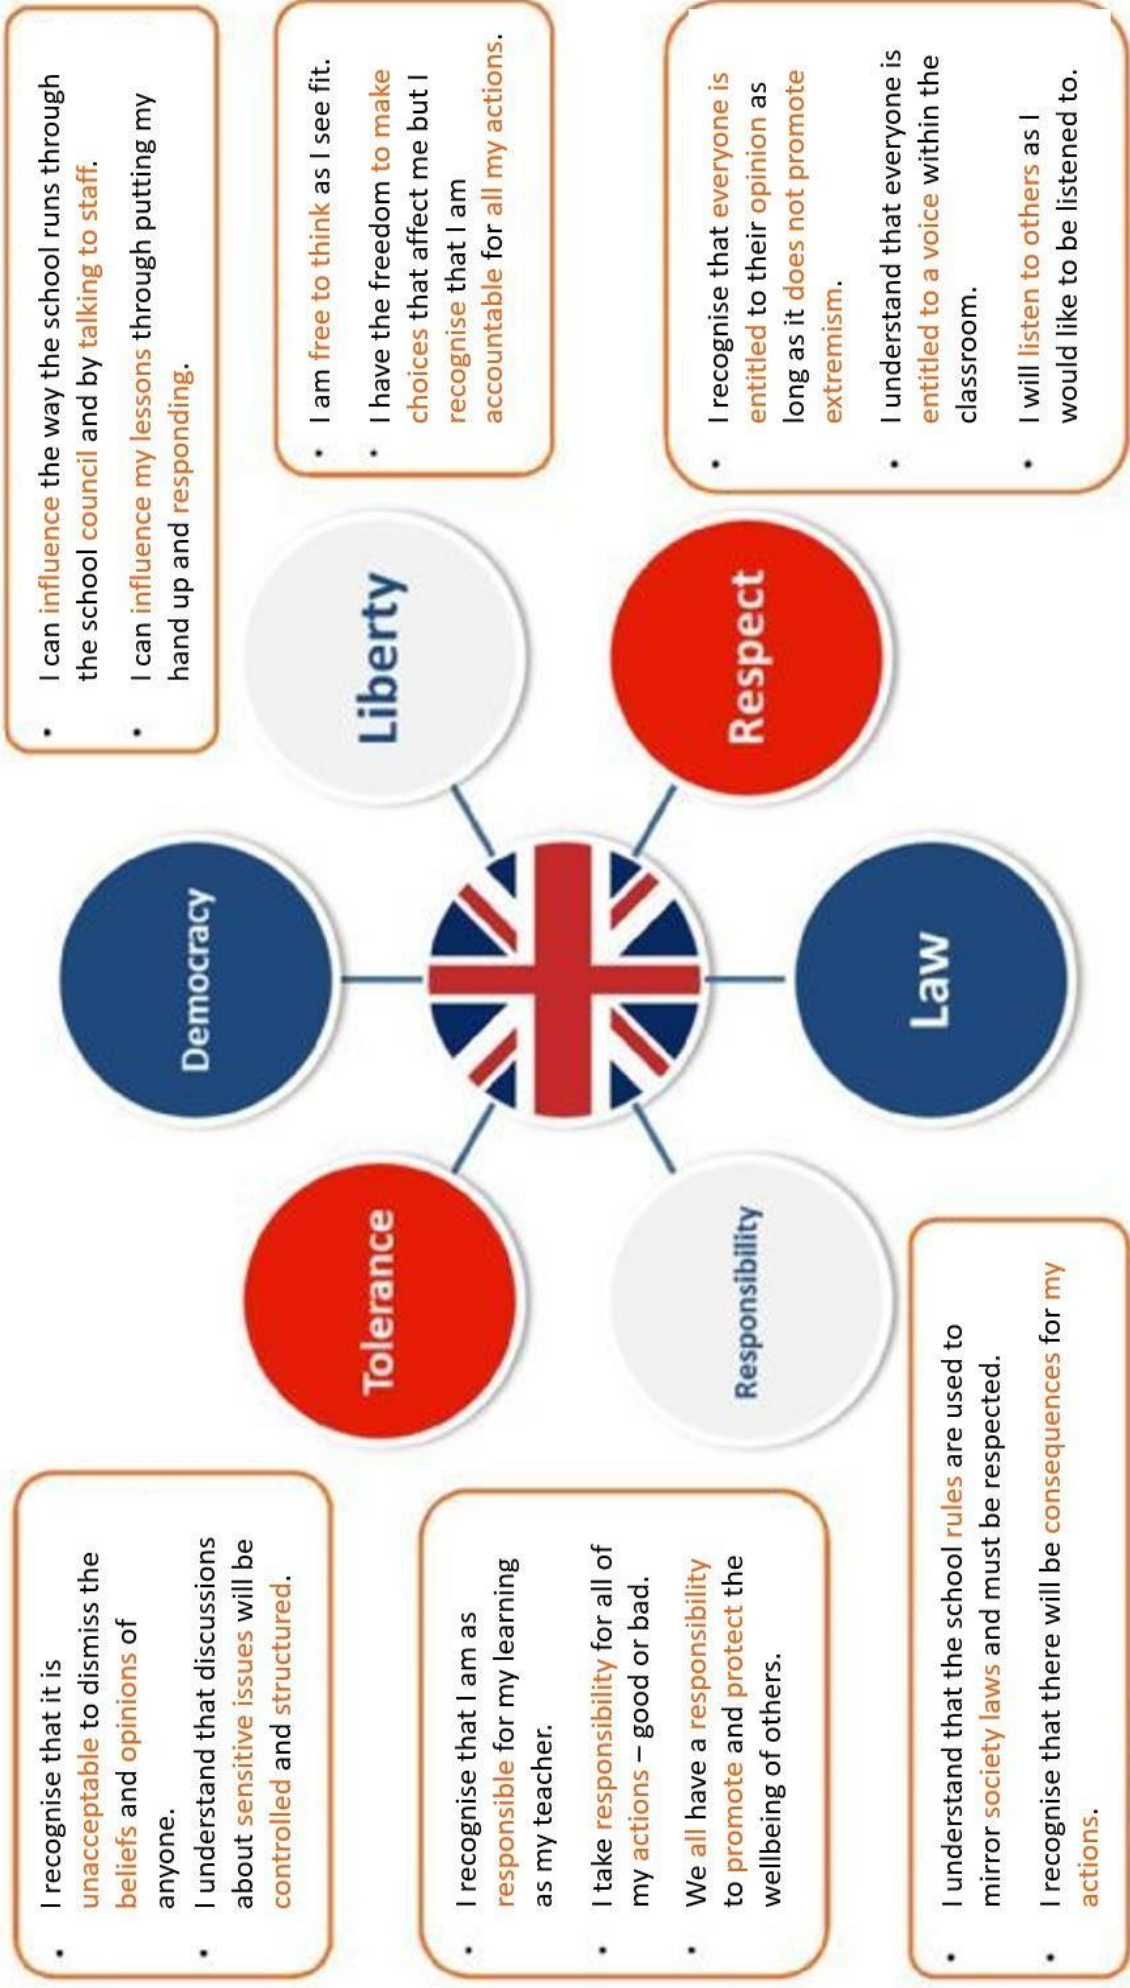 I recognise that it is
unacceptable to dismiss the
beliefs and opinions of
anyone.
I understand that discussions
about sensitive issues will be
controlled and structured.
Democracy
• I can influence the way the school runs through
the school council and by talking to staff.
• I can influence my lessons through putting my
hand up and responding.
Tolerance
Liberty
• I am free to think as I see fit.
• I have the freedom to make
choices that affect me but I
recognise that I am
accountable for all my actions.
• I recognise that I am as
responsible for my learning
as my teacher.
• I take responsibility for all of
my actions – good or bad.
• We all have a responsibility
to promote and protect the
wellbeing of others.
Responsibility
Respect
• I recognise that everyone is
entitled to their opinion as
long as it does not promote
extremism.
• I understand that everyone is
entitled to a voice within the
classroom.
• I will listen to others as I
would like to be listened to.
Law
• I understand that the school rules are used to
mirror society laws and must be respected.
• I recognise that there will be consequences for my
actions.